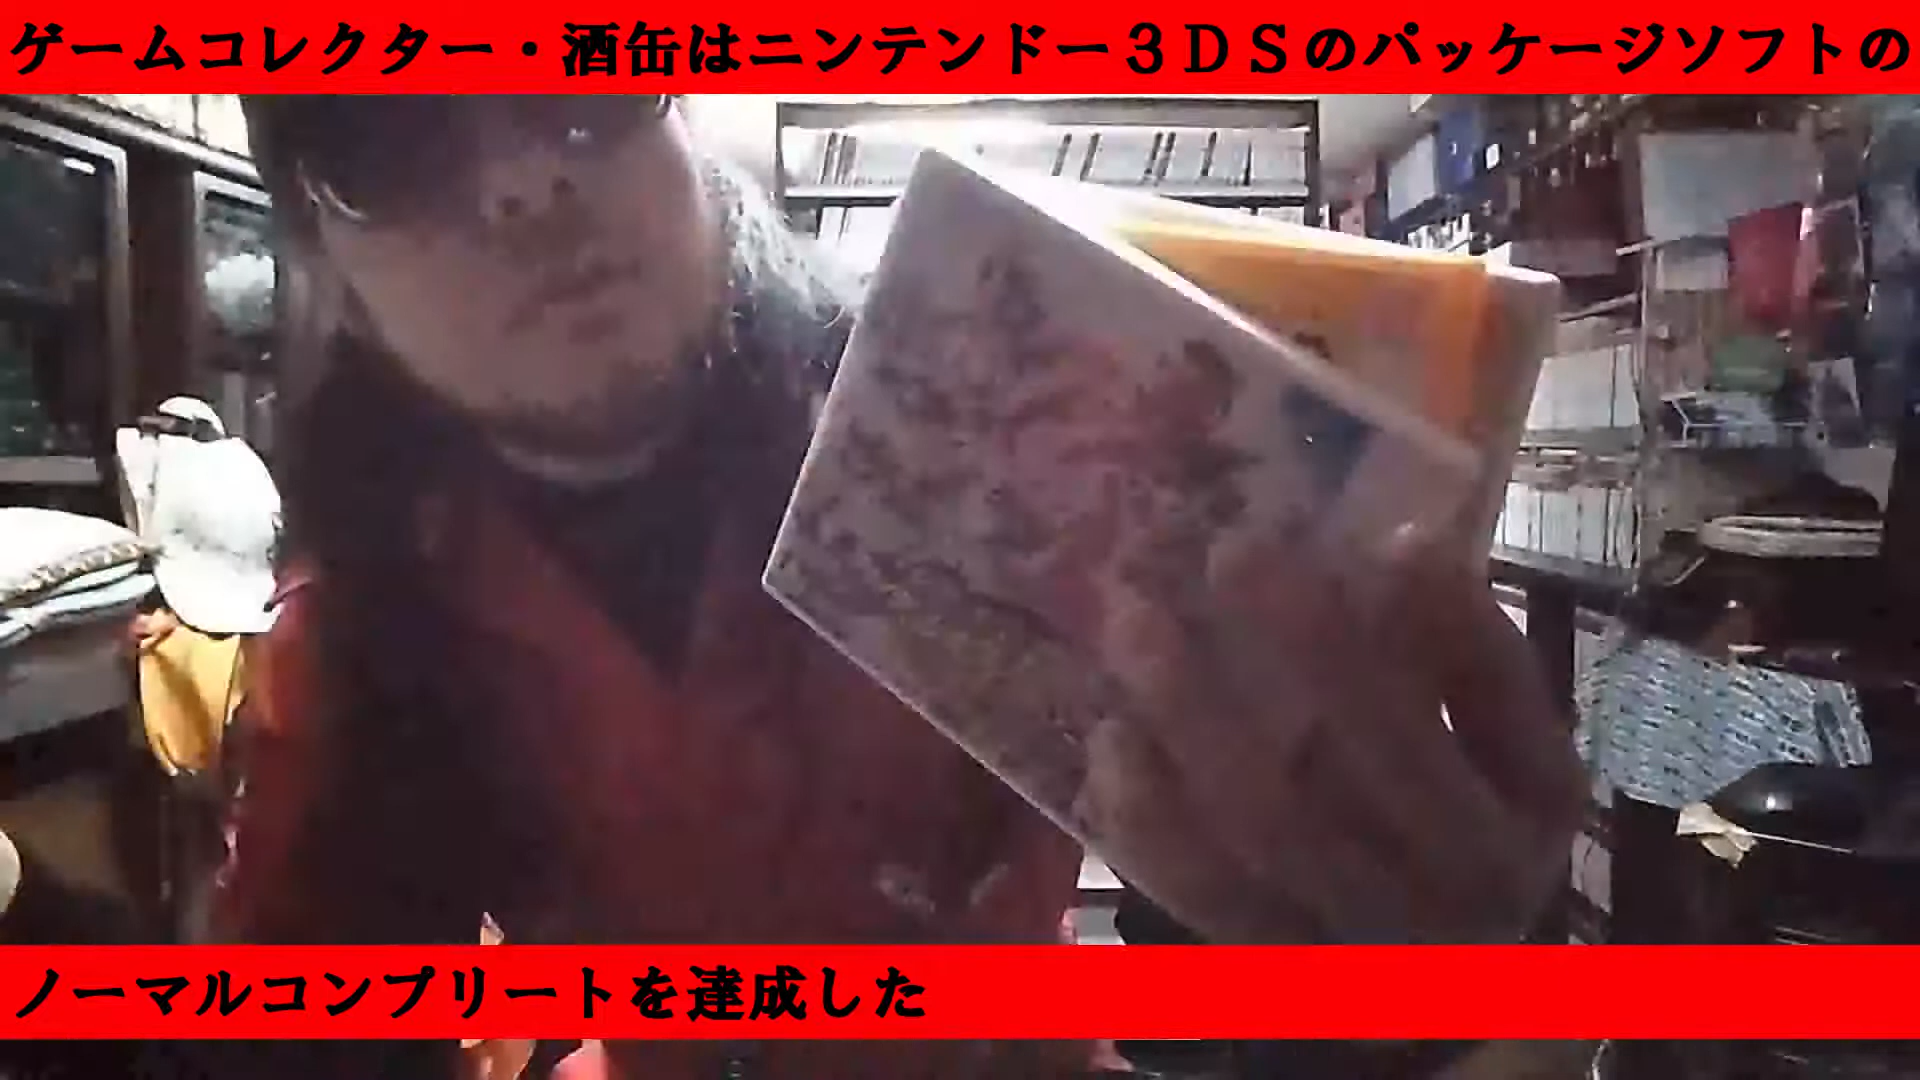 ゲームコレクター・酒缶はニンテンドー３ＤＳのパッケージソフトの
ノーマルコンプリートを達成した